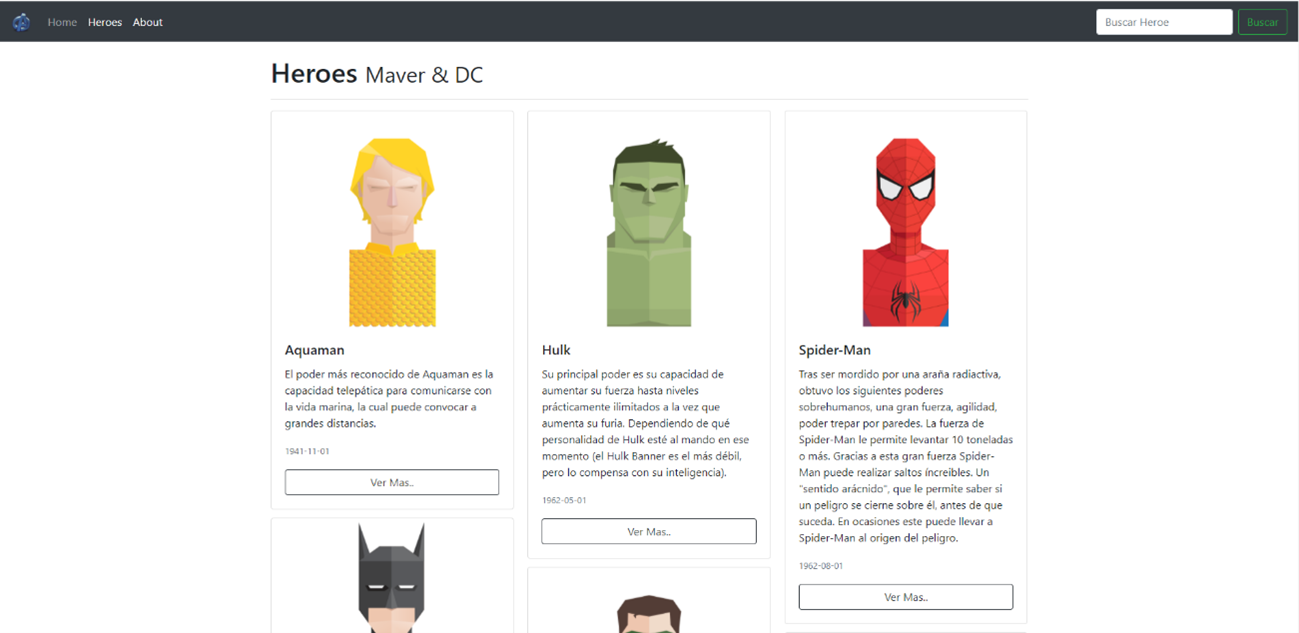 Home Heroes About Buscar Heroe Buscar
Heroes Maver & DC
Aquaman
El poder más reconocido de Aquaman es la
capacidad telepática para comunicarse con
la vida marina, la cual puede convocar a
grandes distancias.
1941-11-01
Ver Mas..
Hulk
Su principal poder es su capacidad de
aumentar su fuerza hasta niveles
prácticamente ilimitados a la vez que
aumenta su furia. Dependiendo de qué
personalidad de Hulk esté al mando en ese
momento (el Hulk Banner es el más débil,
pero lo compensa con su inteligencia).
1962-05-01
Ver Mas..
Spider-Man
Tras ser mordido por una araña radiactiva,
obtuvo los siguientes poderes
sobrehumanos, una gran fuerza, agilidad,
poder trepar por paredes. La fuerza de
Spider-Man le permite levantar 10 toneladas
o más. Gracias a esta gran fuerza Spider-
Man puede realizar saltos íncreibles. Un
"sentido arácnido", que le permite saber si
un peligro se cierne sobre él, antes de que
suceda. En ocasiones este puede llevar a
Spider-Man al origen del peligro.
1962-08-01
Ver Mas..